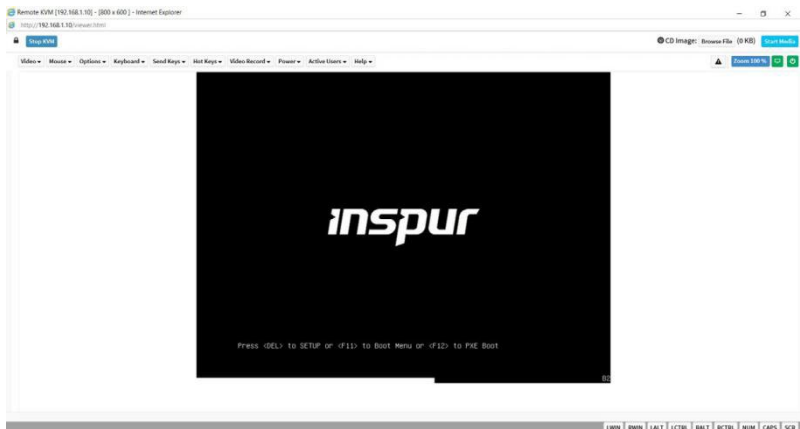 Remote KVM [192.168.1.10] - [800 x 600 ] - Internet Explorer
http://192.168.1.10/viewer.html
Stop KVM
CD Image: Browse File (0 KB) Start Media
Video Mouse Options Keyboard Send Keys Hot Keys Video Record Power Active Users Help
Zoom 100 %
inspur
Press <DEL> to SETUP or <F11> to Boot Menu or <F12> to PXE Boot
B2
LWIN RWIN LALT LCTRL RALT RCTRL NUM CAPS SCR